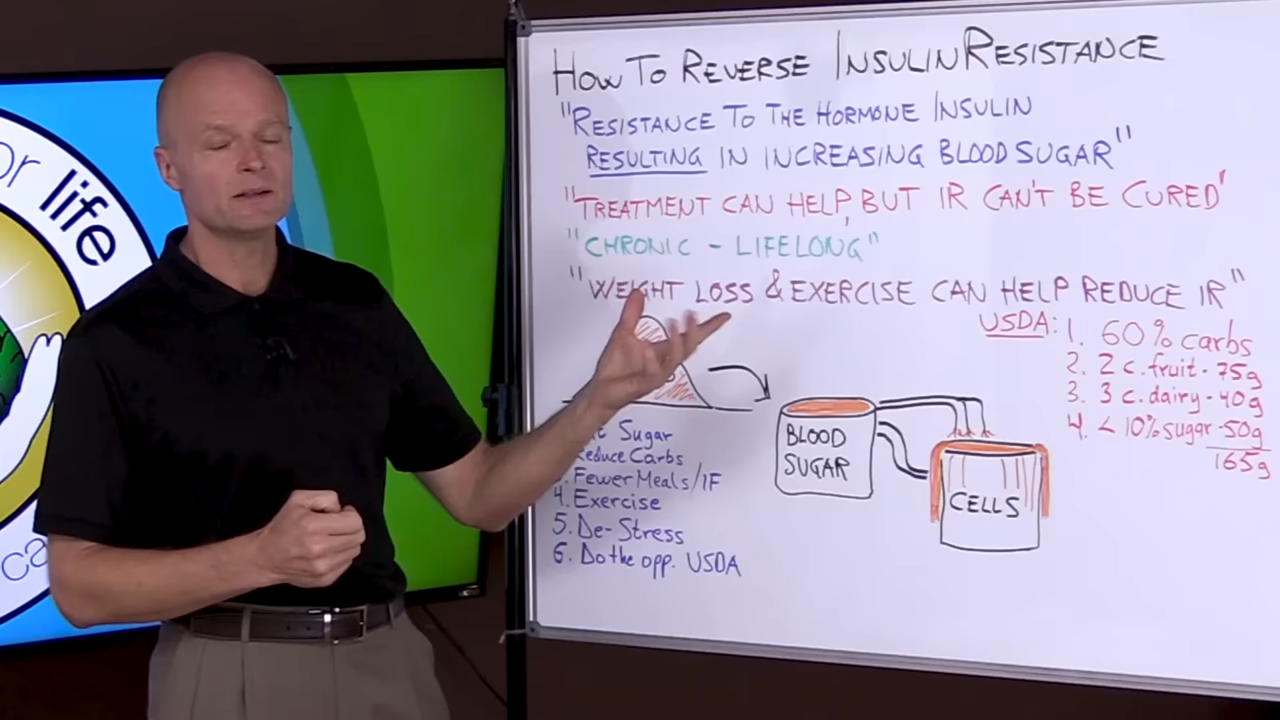 or life
ca
HOW TO REVERSE INSULIN RESISTANCE
"RESISTANCE TO THE HORMONE INSULIN
RESULTING IN INCREASING BLOOD SUGAR"
"TREATMENT CAN HELP, BUT IR CAN'T BE CURED"
"CHRONIC - LIFELONG"
"WEIGHT LOSS & EXERCISE CAN HELP REDUCE IR"
USDA: 1. 60% carbs
2. 2 c. fruit - 75g
3. 3 c. dairy - 40g
4. < 10% sugar - 50g
165g
BLOOD
SUGAR
CELLS
Sugar
Reduce Carbs
3. Fewer Meals/IF
4. Exercise
5. De-Stress
6. Do the opp. USDA